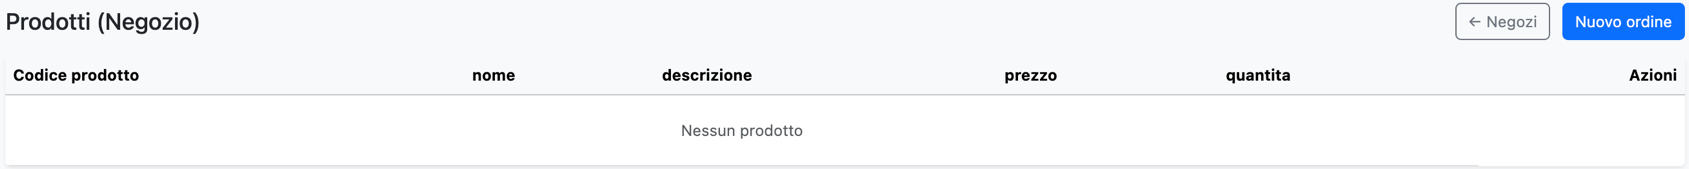 Prodotti (Negozio) ← Negozi Nuovo ordine
Codice prodotto nome descrizione prezzo quantita Azioni
Nessun prodotto